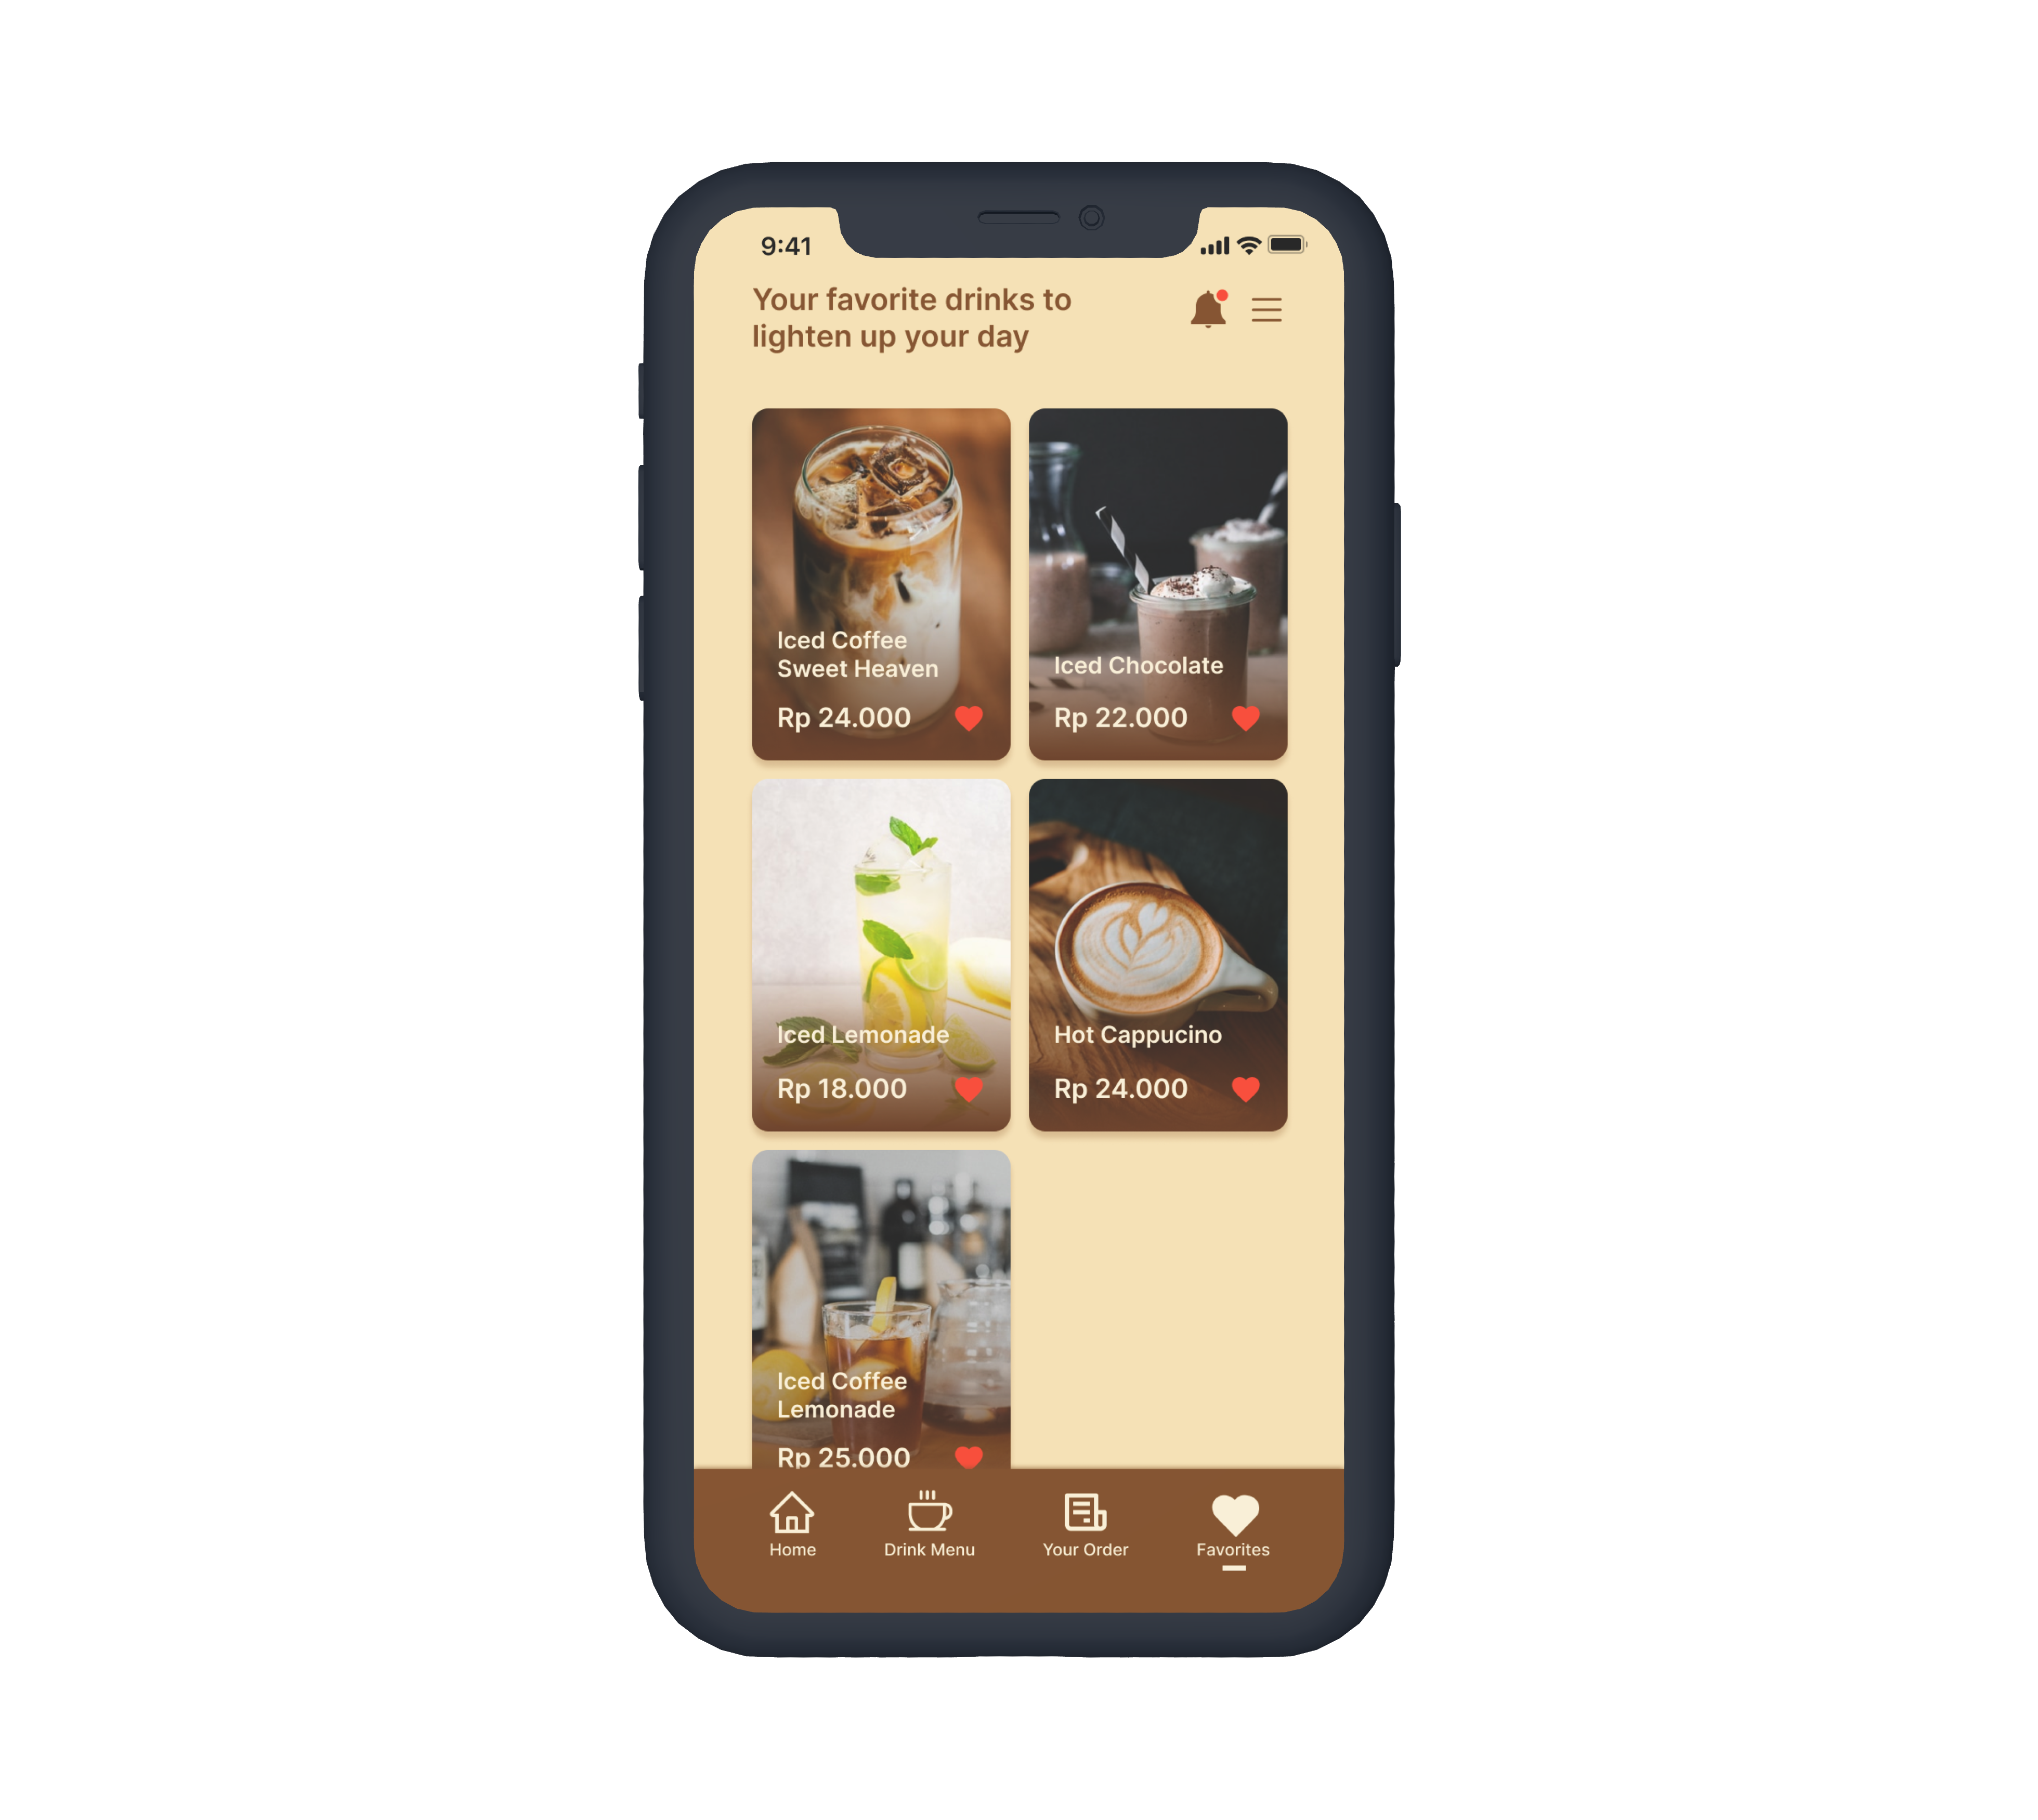 9:41
Your favorite drinks to
lighten up your day
Iced Coffee
Sweet Heaven
Rp 24.000
Iced Chocolate
Rp 22.000
Iced Lemonade
Rp 18.000
Hot Cappucino
Rp 24.000
Iced Coffee
Lemonade
Rp 25.000
Home
Drink Menu
Your Order
Favorites